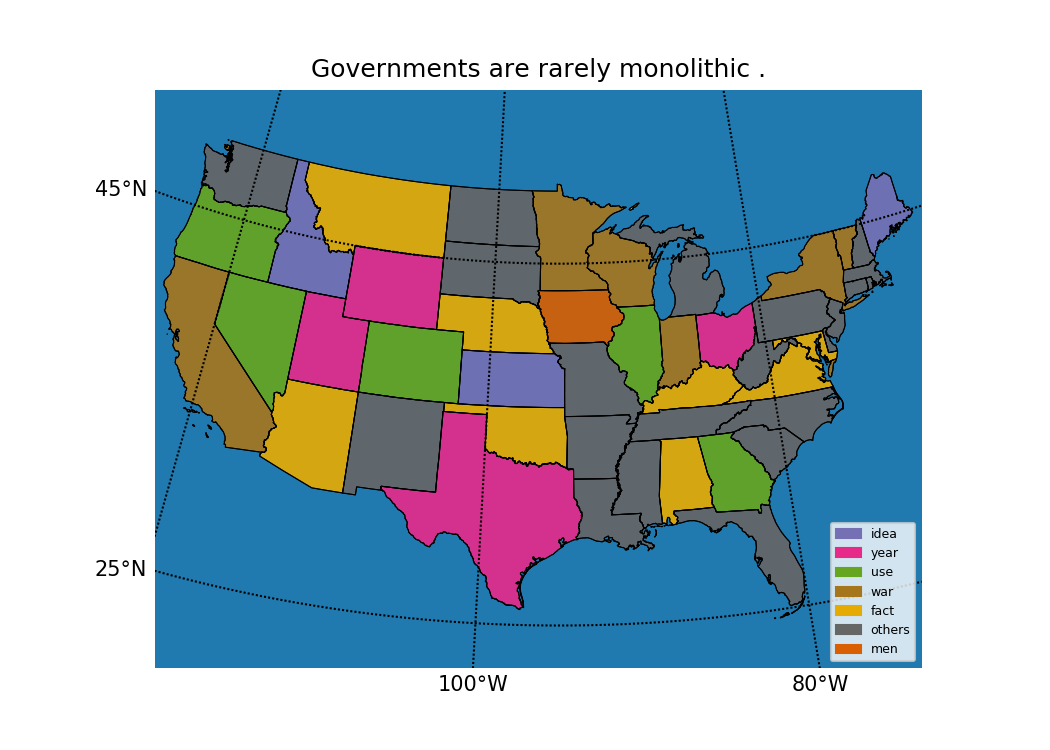 Governments are rarely monolithic .
45°N
25°N
100°W
80°W
idea
year
use
war
fact
others
men